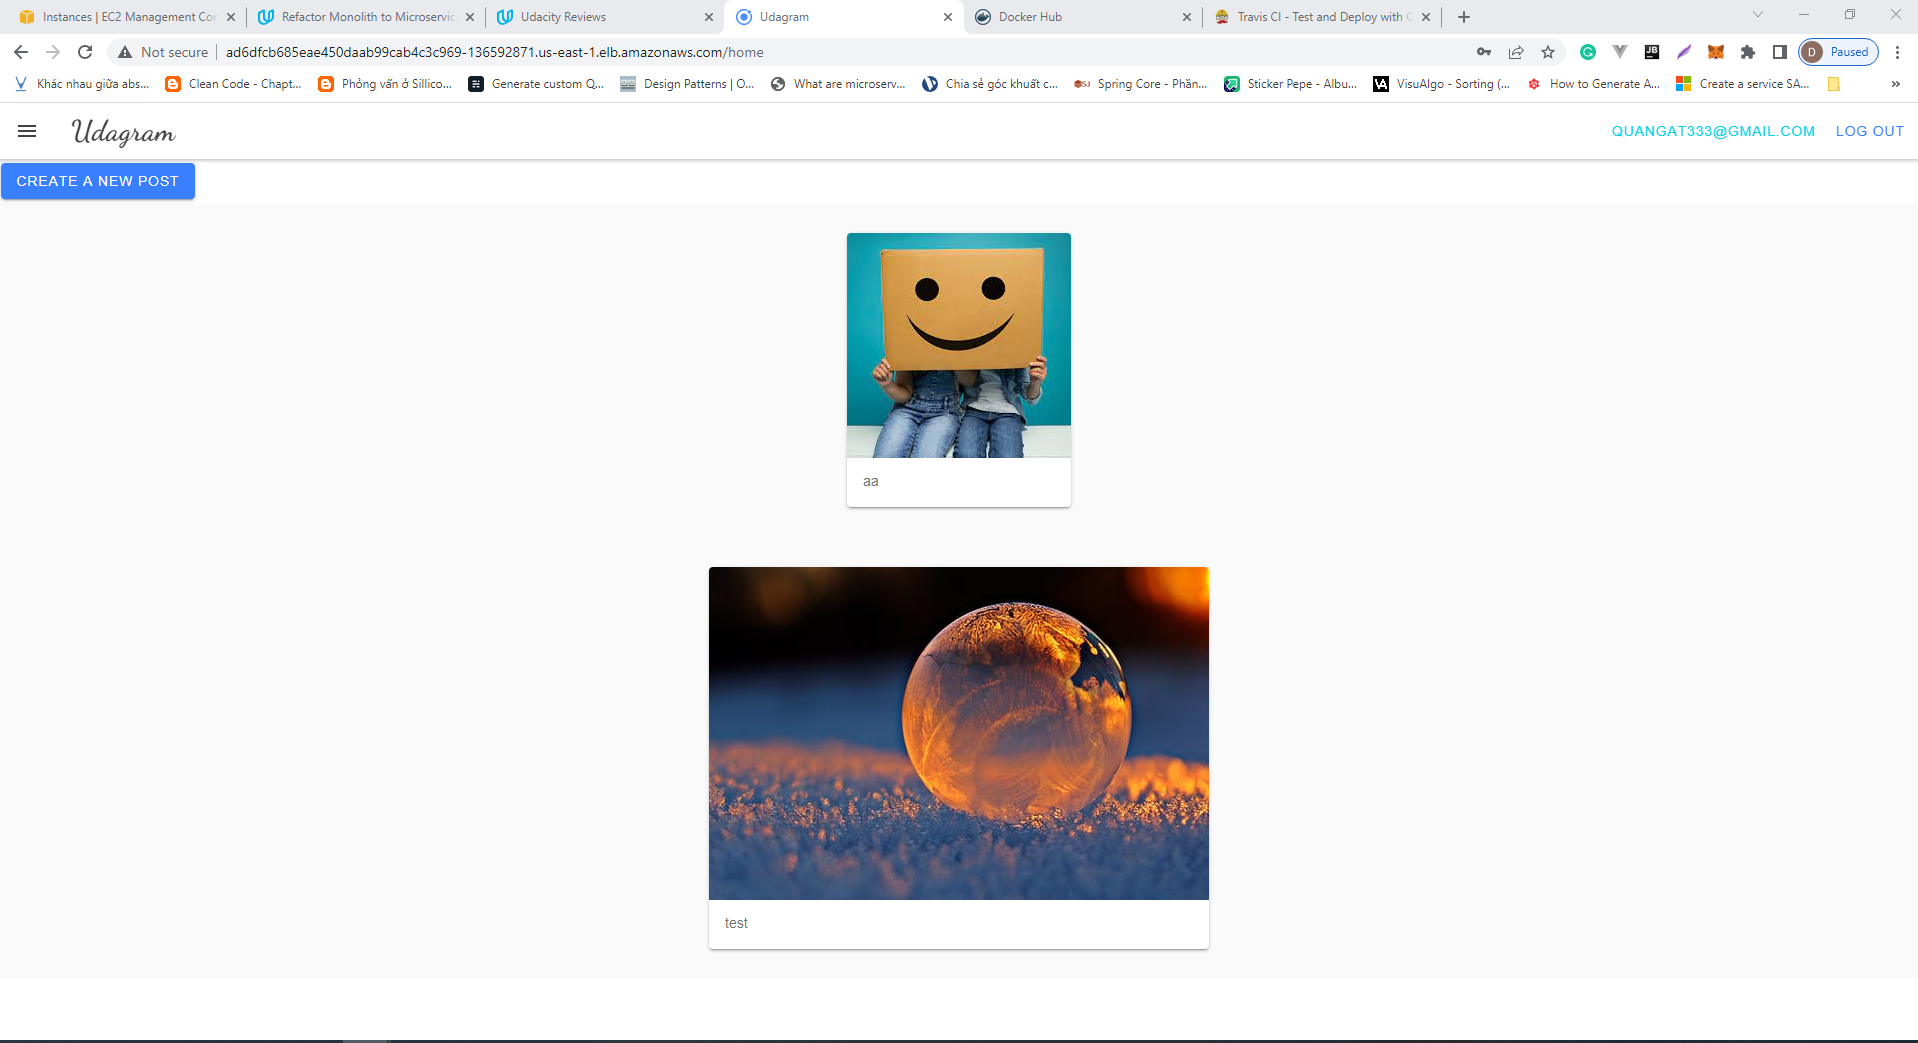 Instances | EC2 Management Cor
Refactor Monolith to Microservic
Udacity Reviews
Udagram
Docker Hub
Travis CI - Test and Deploy with C
Not secure
ad6dfcb685eae450daab99cab4c3c969-136592871.us-east-1.elb.amazonaws.com/home
D Paused
Khác nhau giữa abs...
Clean Code - Chapt...
Phỏng vấn ở Sillico...
Generate custom Q...
Design Patterns | O...
What are microserv...
Chia sẻ góc khuất c...
Spring Core - Phần...
Sticker Pepe - Albu...
VisuAlgo - Sorting (...
How to Generate A...
Create a service SA...
Udagram
QUANGAT333@GMAIL.COM
LOG OUT
CREATE A NEW POST
aa
test